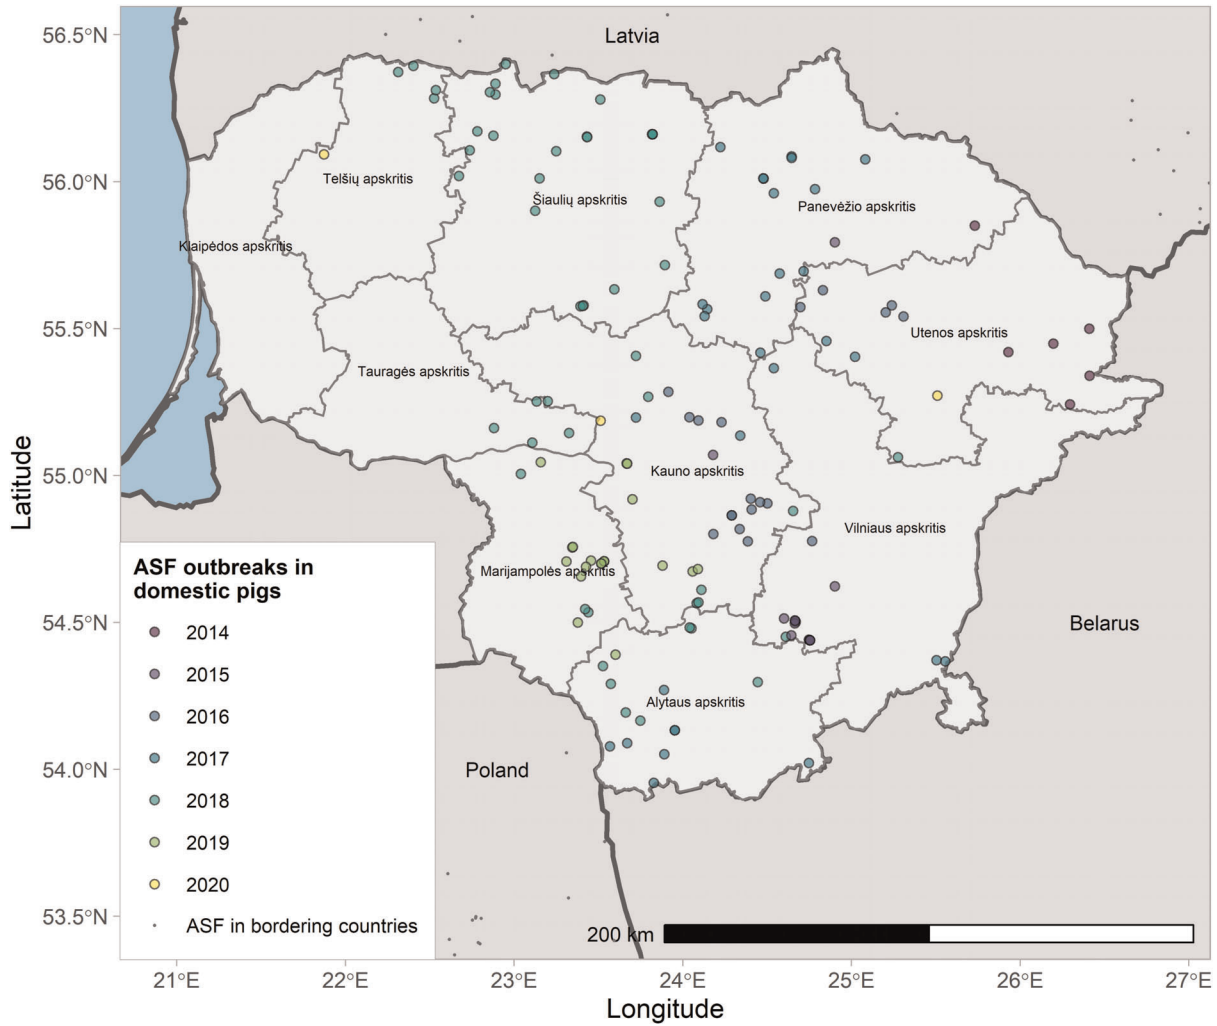 56.5°N
56.0°N
55.5°N
55.0°N
54.5°N
54.0°N
53.5°N
Latitude
Latvia
Telšių apskritis
Šiaulių apskritis
Panevėžio apskritis
Klaipėdos apskritis
Utenos apskritis
Tauragės apskritis
Kauno apskritis
Vilniaus apskritis
Marijampolės apskritis
Belarus
Alytaus apskritis
Poland
ASF outbreaks in
domestic pigs
2014
2015
2016
2017
2018
2019
2020
ASF in bordering countries
200 km
21°E
22°E
23°E
24°E
25°E
26°E
27°E
Longitude